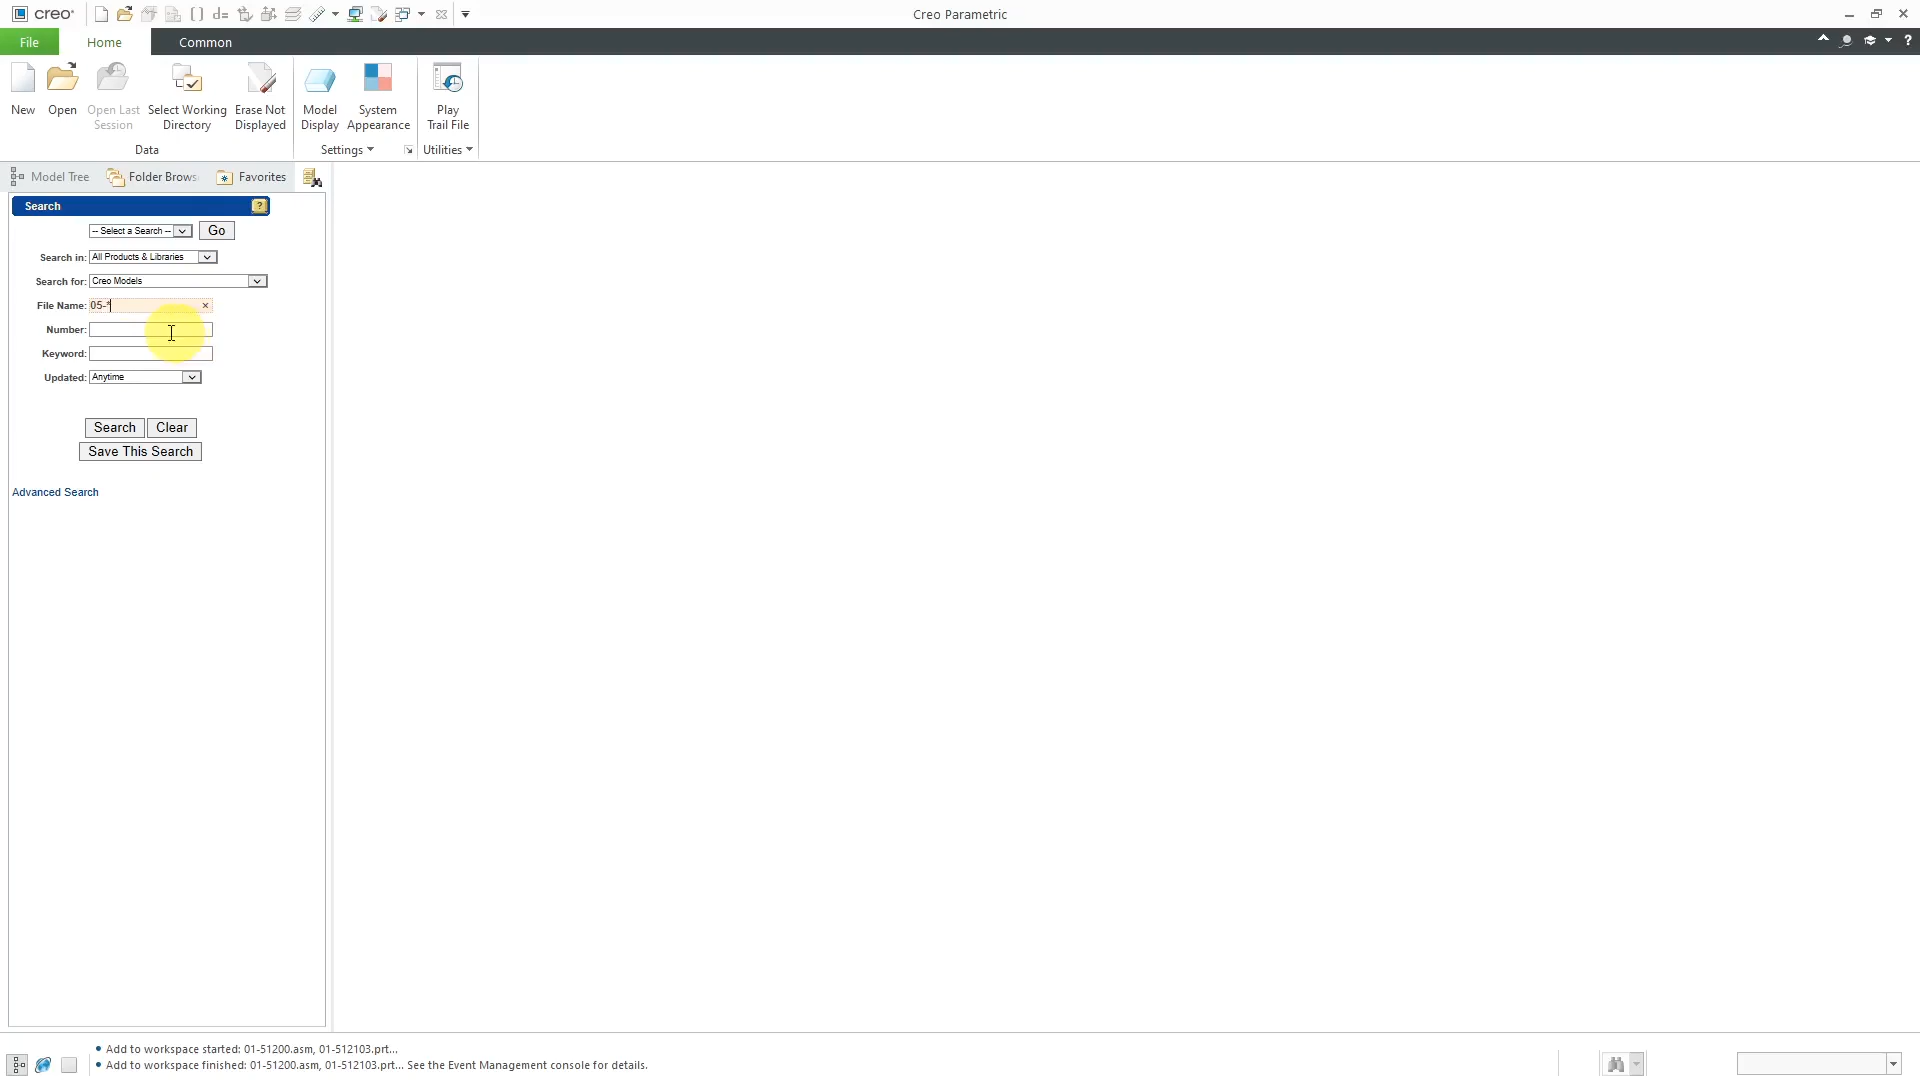 creo Creo Parametric
File Home Common
New Open Open Last Session Select Working Directory Erase Not Displayed Model Display System Appearance Play Trail File
Data Settings Utilities
Model Tree Folder Brows Favorites
Search
-- Select a Search -- Go
Search in: All Products & Libraries
Search for: Creo Models
File Name: 05-*
Number:
Keyword:
Updated: Anytime
Search Clear
Save This Search
Advanced Search
• Add to workspace started: 01-51200.asm, 01-512103.prt...
• Add to workspace finished: 01-51200.asm, 01-512103.prt... See the Event Management console for details.